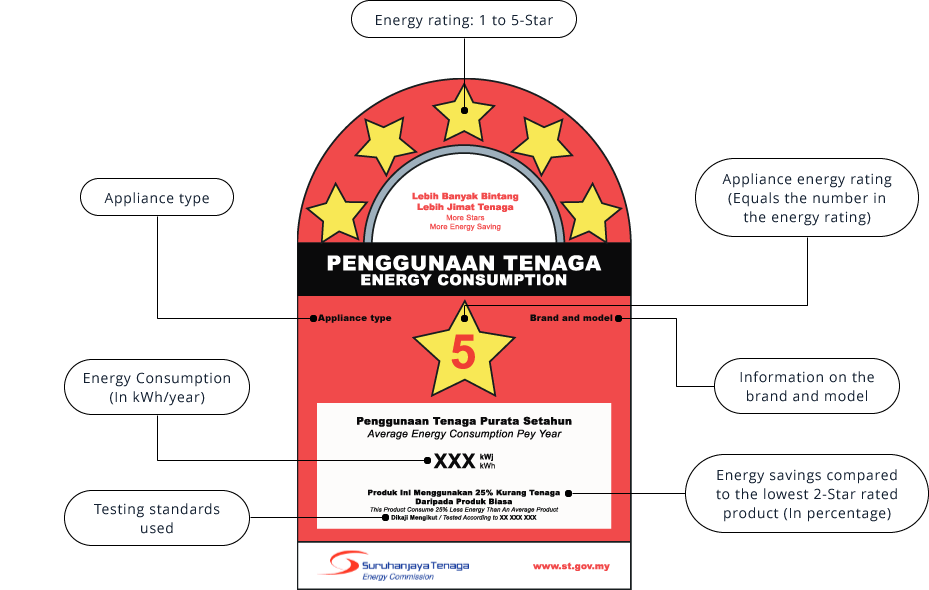 Energy rating: 1 to 5-Star
Lebih Banyak Bintang
Lebih Jimat Tenaga
More Stars
More Energy Saving
Appliance type
Appliance energy rating
(Equals the number in
the energy rating)
PENGGUNAAN TENAGA
ENERGY CONSUMPTION
Appliance type
Brand and model
5
Energy Consumption
(In kWh/year)
Information on the
brand and model
Penggunaan Tenaga Purata Setahun
Average Energy Consumption Pey Year
XXX kWj
kWh
Energy savings compared
to the lowest 2-Star rated
product (In percentage)
Produk Ini Menggunakan 25% Kurang Tenaga
Daripada Produk Biasa
This Product Consume 25% Less Energy Than An Average Product
Dikaji Mengikut / Tested According to XX XXX XXX
Testing standards
used
Suruhanjaya Tenaga
Energy Commission
www.st.gov.my